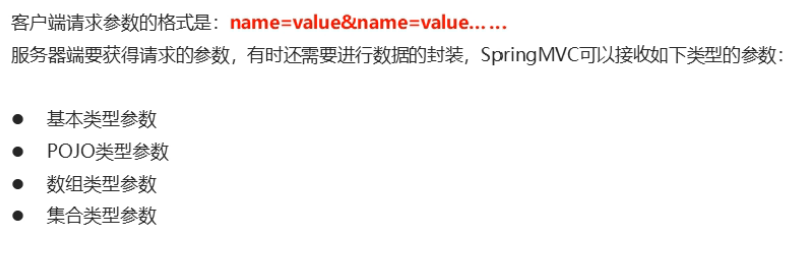 客户端请求参数的格式是：name=value&name=value… …
服务器端要获得请求的参数，有时还需要进行数据的封装，SpringMVC可以接收如下类型的参数：
● 基本类型参数
● POJO类型参数
● 数组类型参数
● 集合类型参数